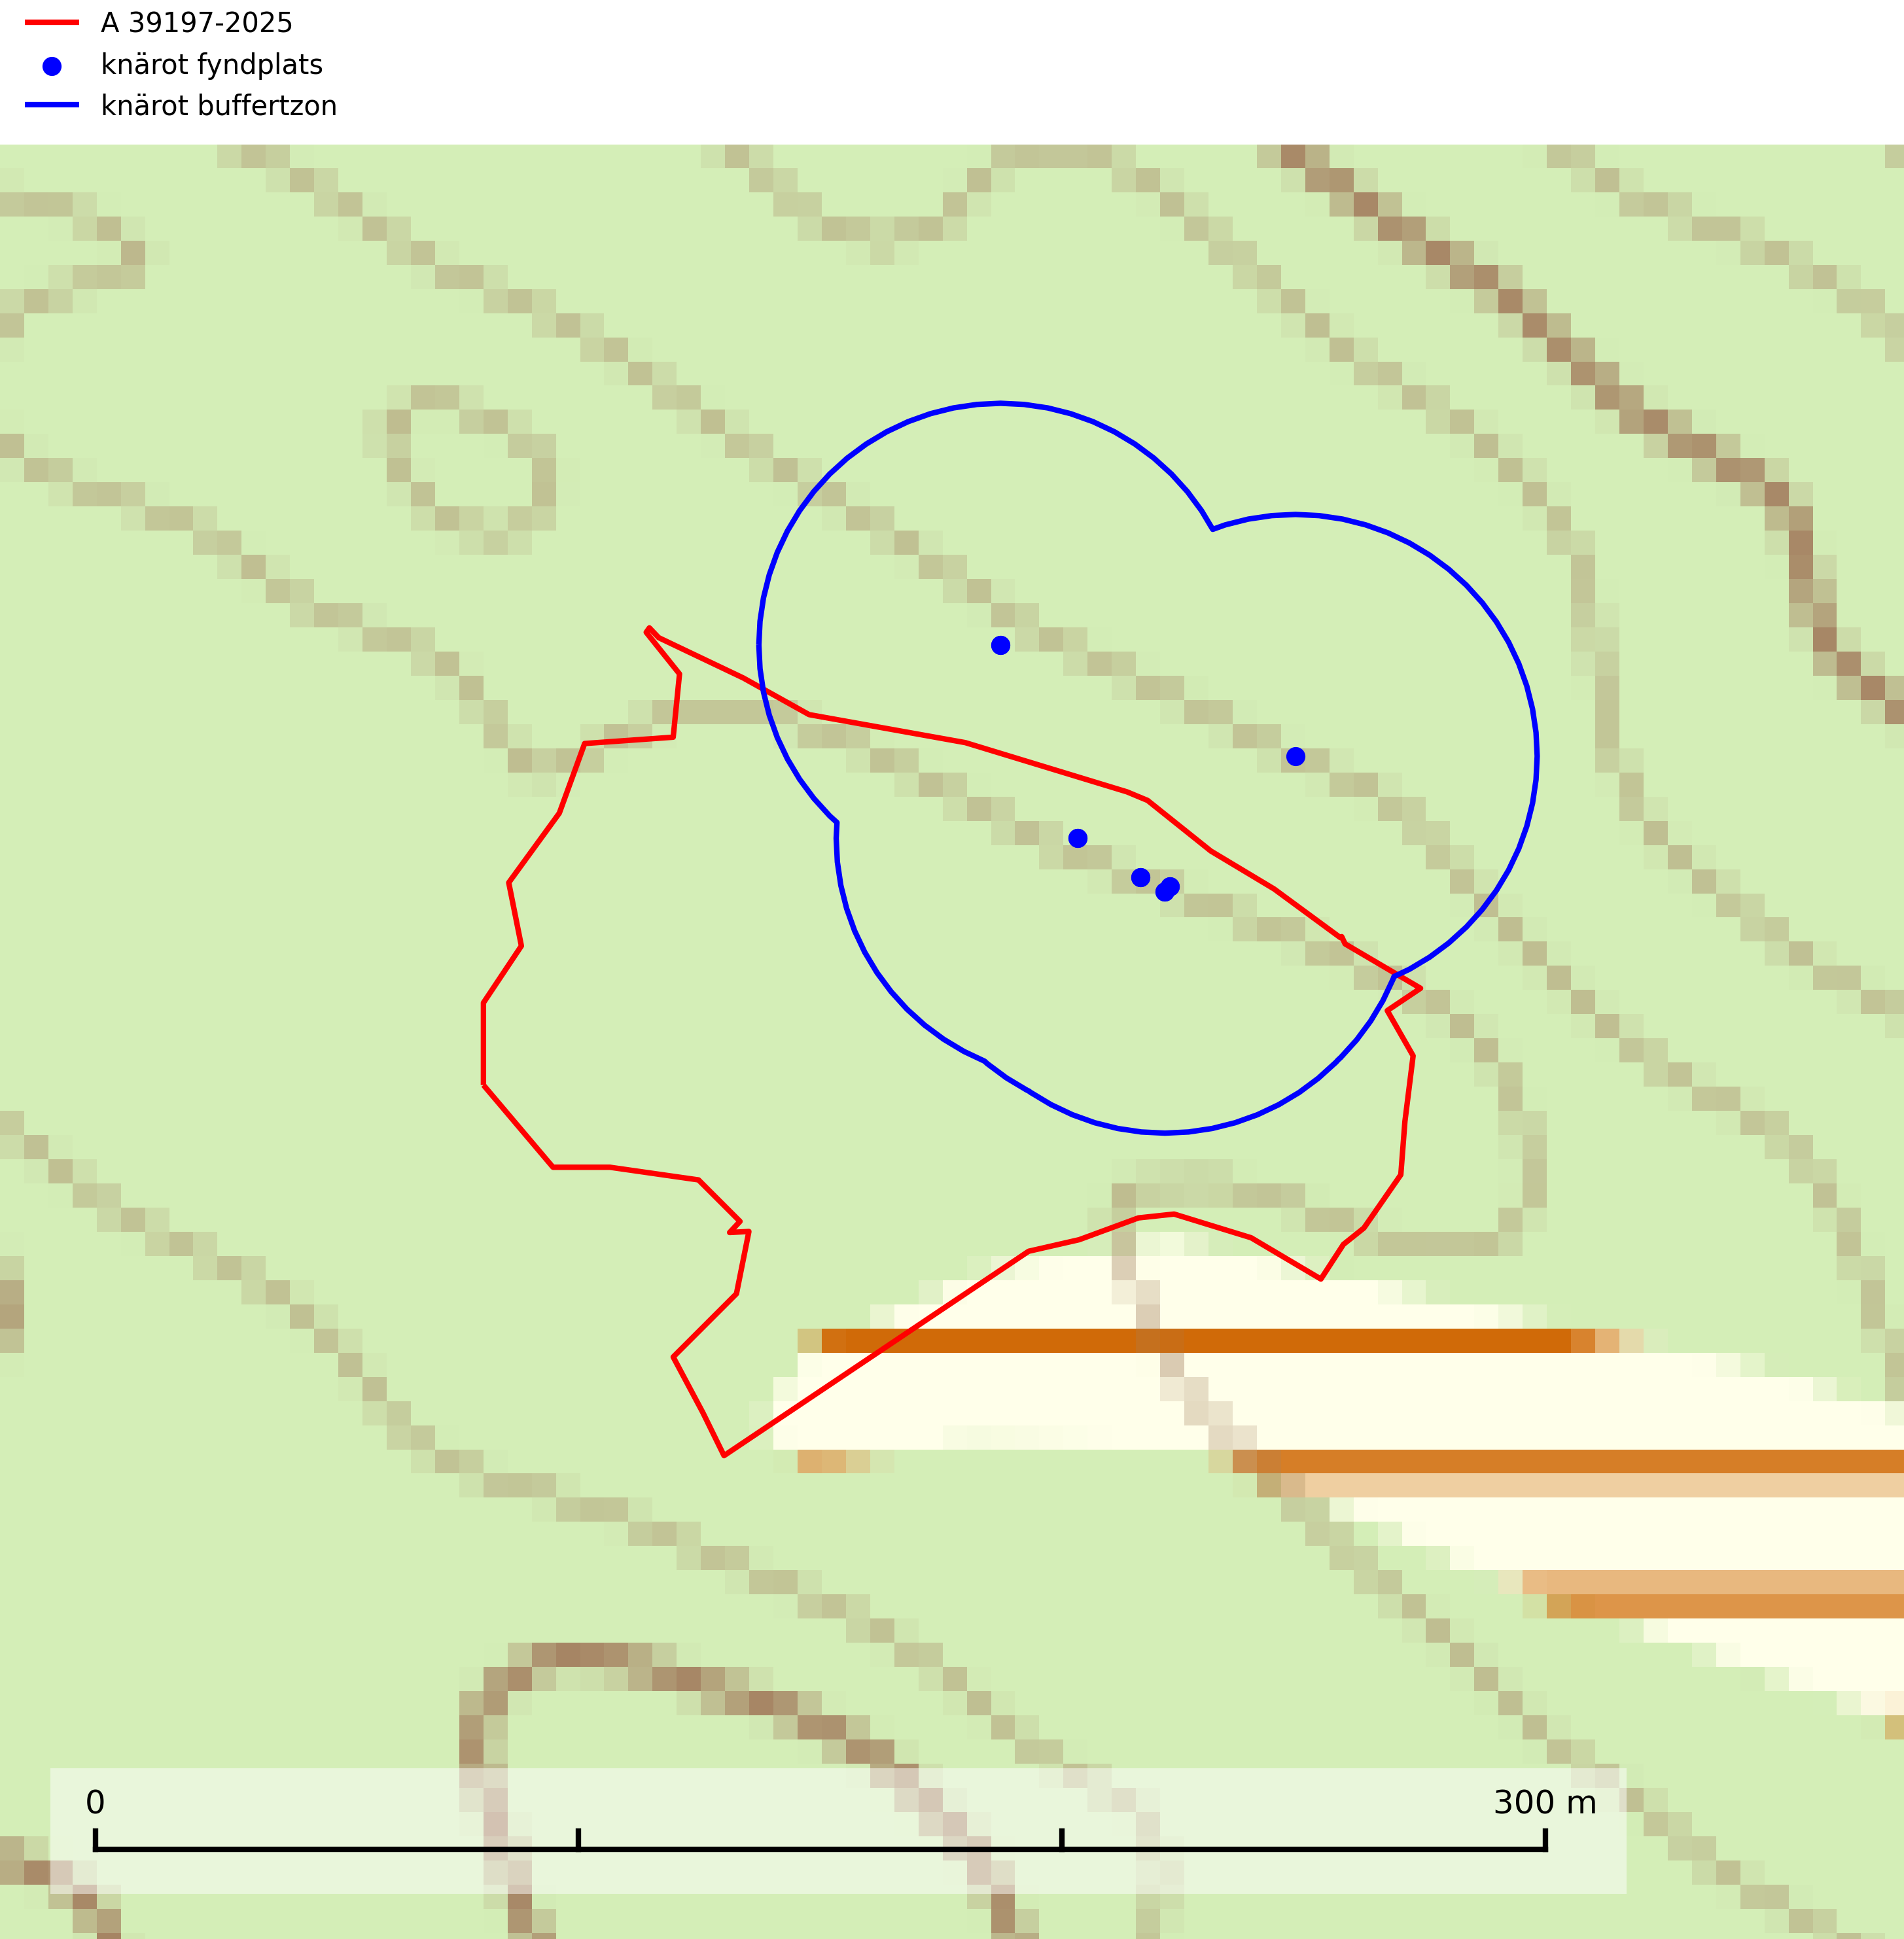 A 39197-2025
knärot fyndplats
knärot buffertzon
0
300 m